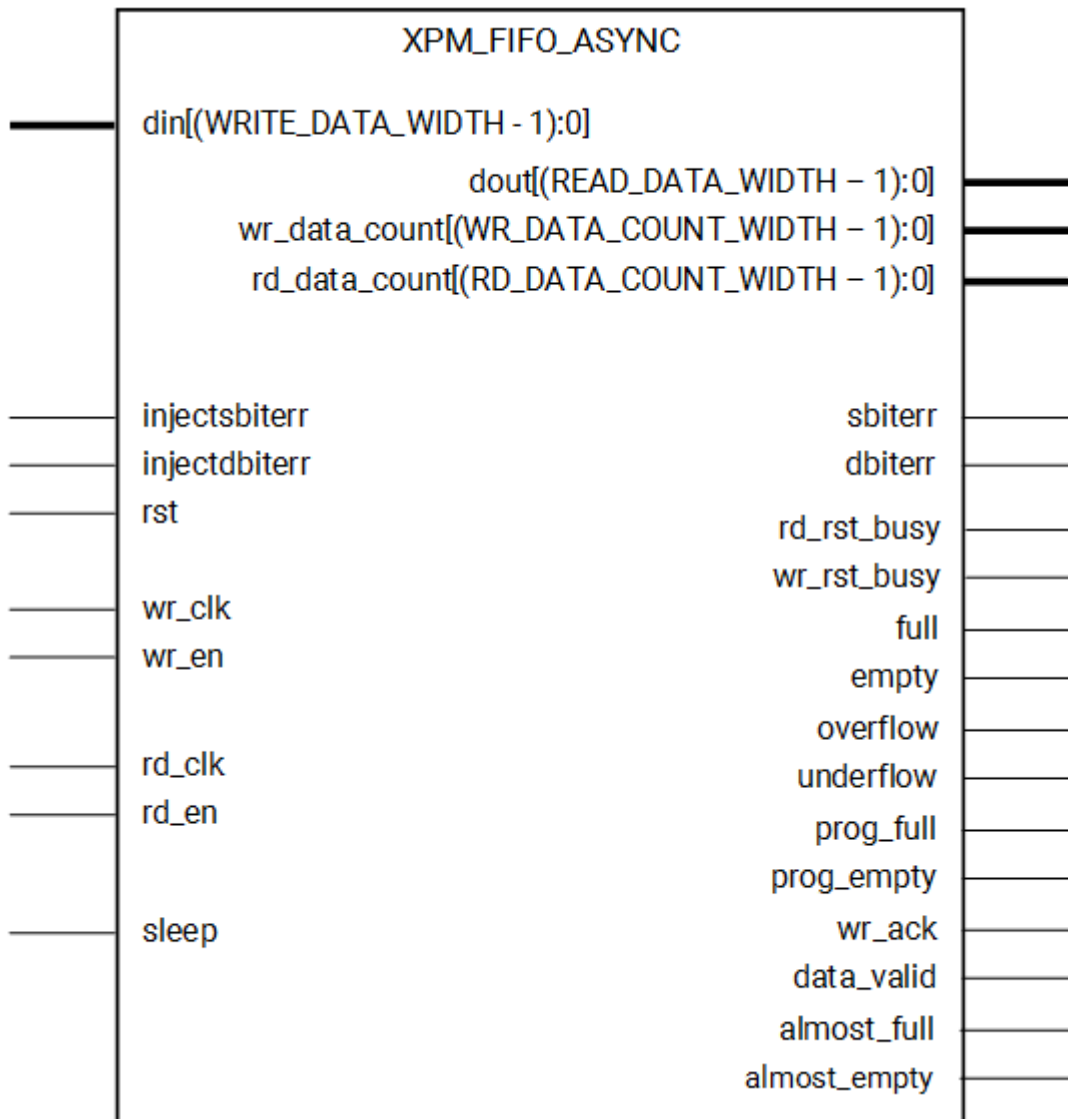 XPM_FIFO_ASYNC
din[(WRITE_DATA_WIDTH - 1):0]
dout[(READ_DATA_WIDTH – 1):0]
wr_data_count[(WR_DATA_COUNT_WIDTH – 1):0]
rd_data_count[(RD_DATA_COUNT_WIDTH – 1):0]
injectsbiterr
sbiterr
injectdbiterr
dbiterr
rst
rd_rst_busy
wr_rst_busy
wr_clk
full
wr_en
empty
overflow
rd_clk
underflow
rd_en
prog_full
prog_empty
sleep
wr_ack
data_valid
almost_full
almost_empty